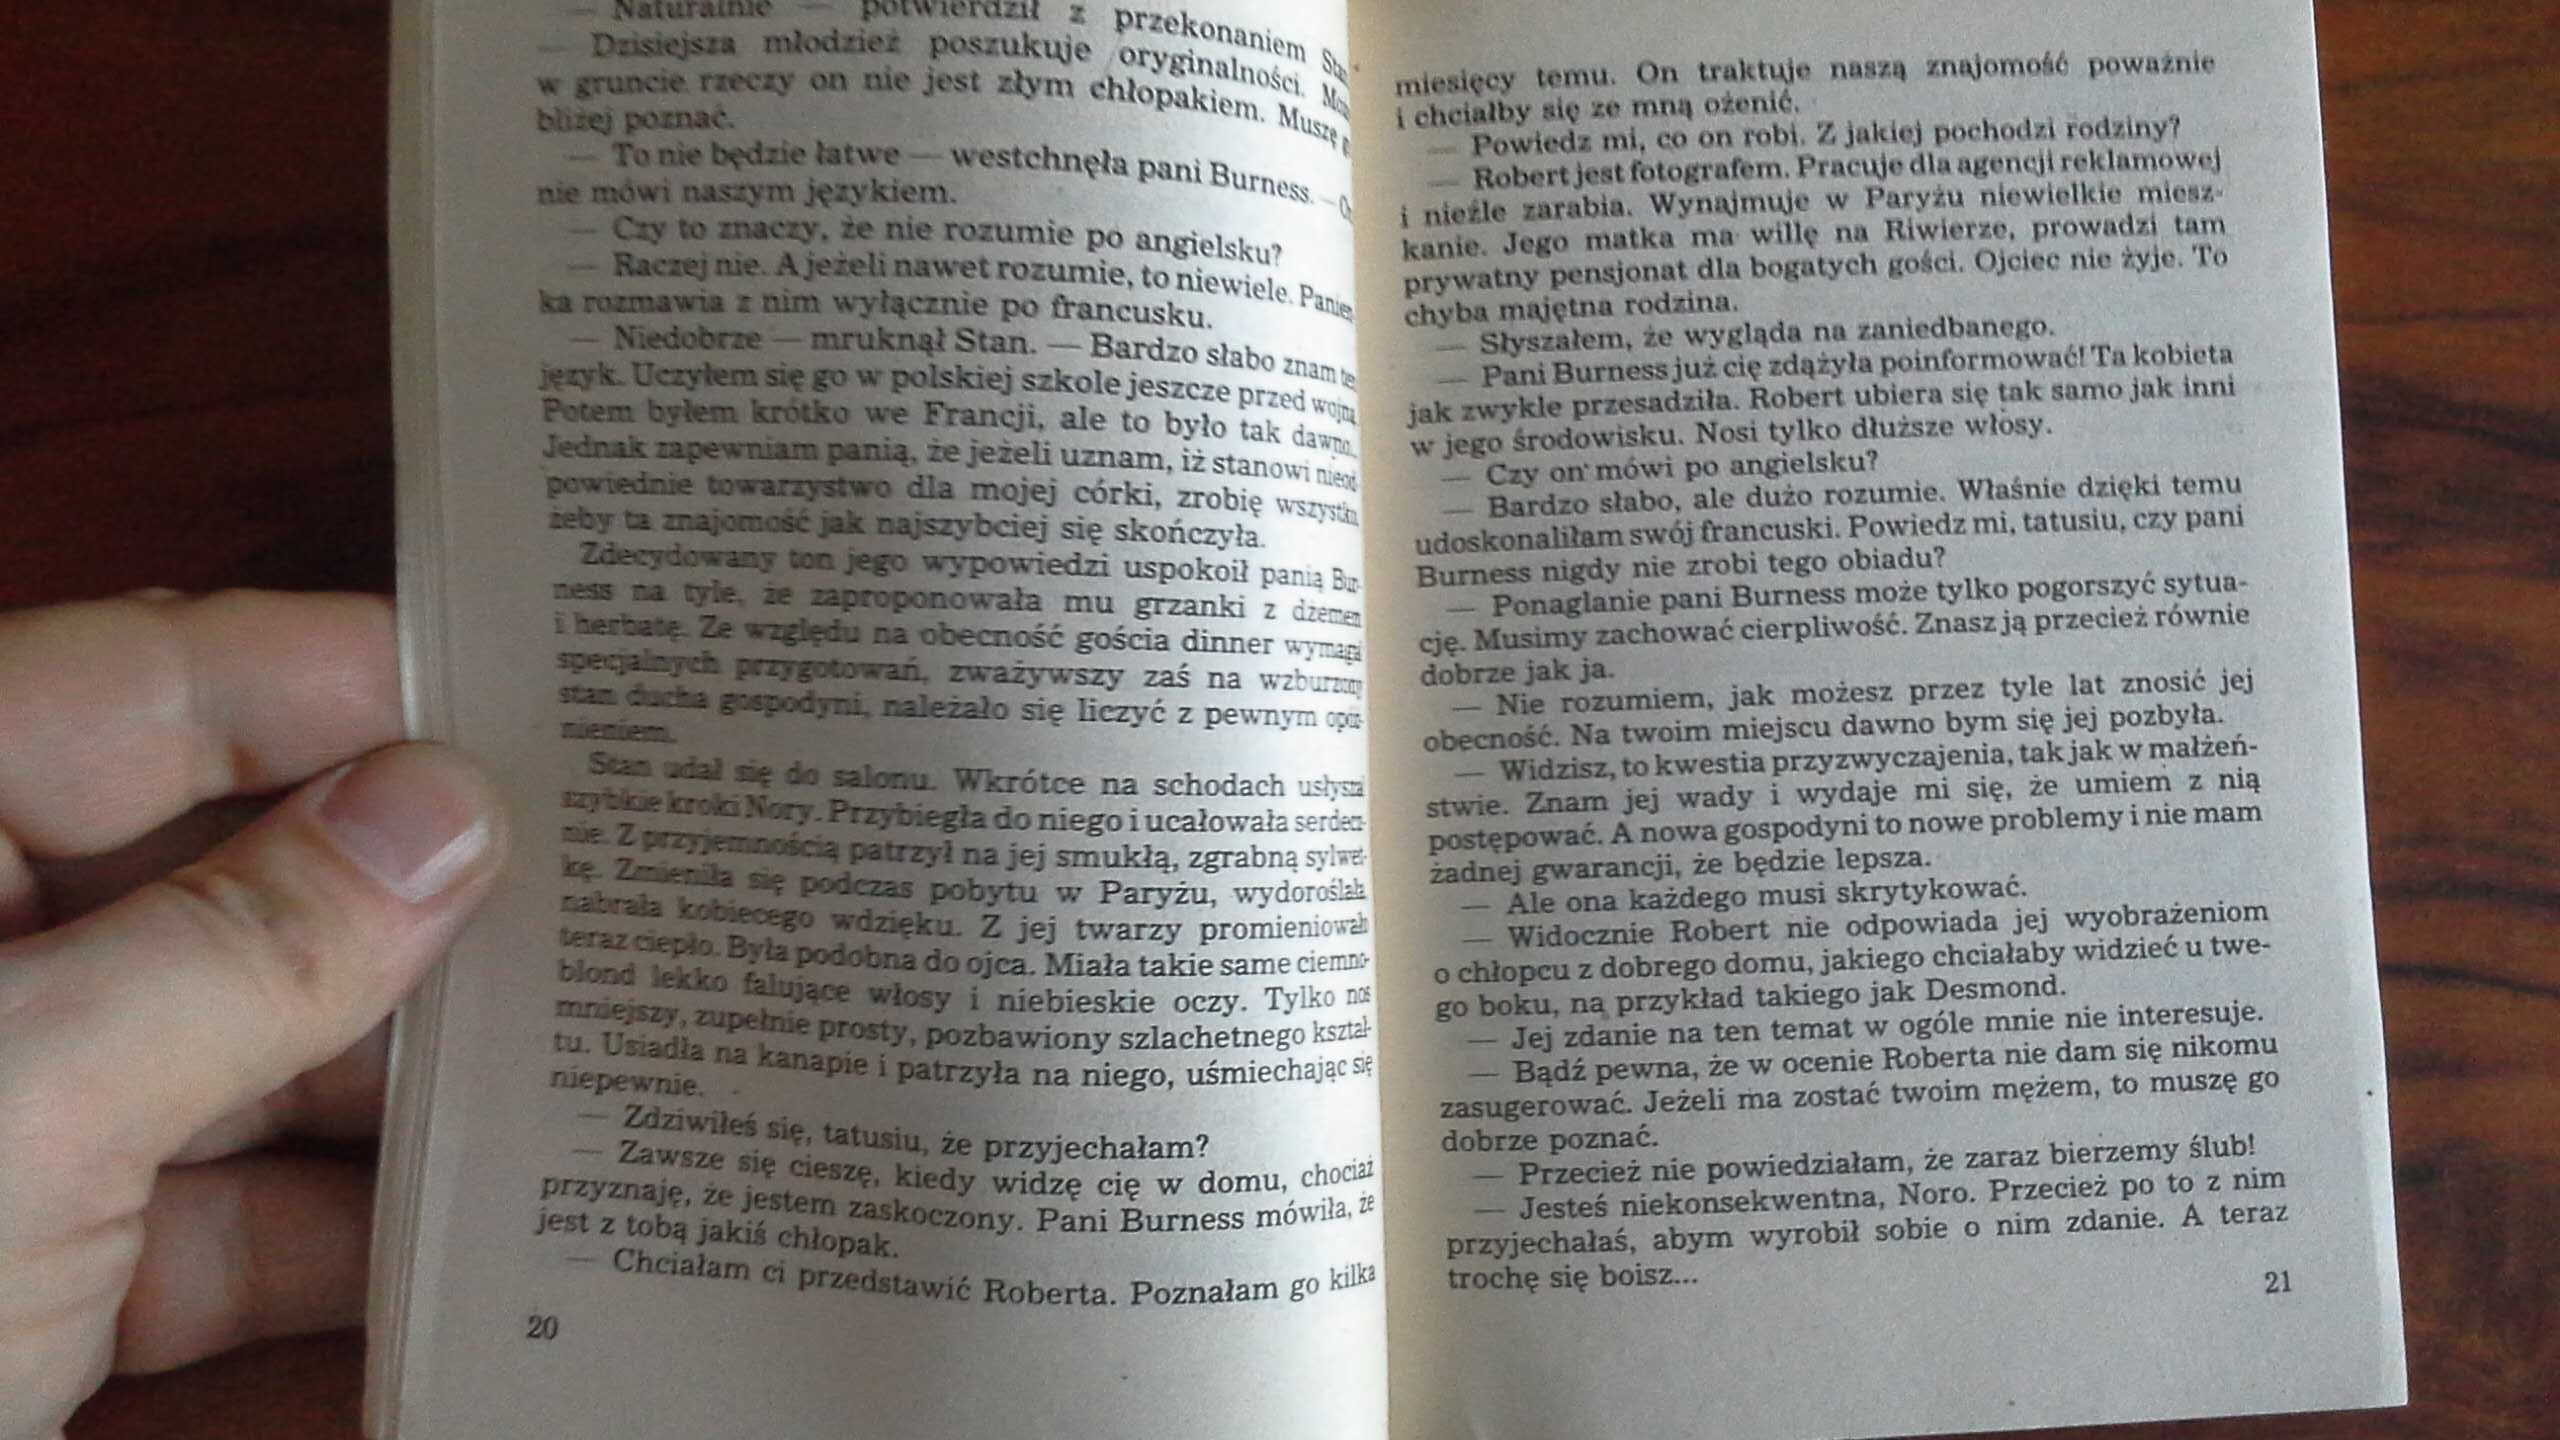 — Naturalnie — potwierdził z przekonaniem
— Dzisiejsza młodzież poszukuje oryginalności.
w gruncie rzeczy on nie jest złym chłopakiem. Muszę
bliżej poznać.
— To nie będzie łatwe — westchnęła pani Burness. —
nie mówi naszym językiem.
— Czy to znaczy, że nie rozumie po angielsku?
— Raczej nie. A jeżeli nawet rozumie, to niewiele. Panien-
ka rozmawia z nim wyłącznie po francusku.
— Niedobrze — mruknął Stan. — Bardzo słabo znam
język. Uczyłem się go w polskiej szkole jeszcze przed wojną.
Potem byłem krótko we Francji, ale to było tak dawno...
Jednak zapewniam panią, że jeżeli uznam, iż stanowi nieod-
powiednie towarzystwo dla mojej córki, zrobię wszystko,
żeby ta znajomość jak najszybciej się skończyła.
Zdecydowany ton jego wypowiedzi uspokoił panią Bur-
ness na tyle, że zaproponowała mu grzanki z dżemem
i herbatę. Ze względu na obecność gościa dinner wymagał
specjalnych przygotowań, zważywszy zaś na wzburzony
stan ducha gospodyni, należało się liczyć z pewnym opóź-
nieniem.
Stan udał się do salonu. Wkrótce na schodach usłyszał
szybkie kroki Nory. Przybiegła do niego i ucałowała serdecz-
nie. Z przyjemnością patrzył na jej smukłą, zgrabną sylwet-
kę. Zmieniła się podczas pobytu w Paryżu, wydoroślała,
nabrała kobiecego wdzięku. Z jej twarzy promieniowało
teraz ciepło. Była podobna do ojca. Miała takie same ciemno-
blond lekko falujące włosy i niebieskie oczy. Tylko nos
mniejszy, zupełnie prosty, pozbawiony szlachetnego kształ-
tu. Usiadła na kanapie i patrzyła na niego, uśmiechając się
niepewnie.
— Zdziwiłeś się, tatusiu, że przyjechałam?
— Zawsze się cieszę, kiedy widzę cię w domu, chociaż
przyznaję, że jestem zaskoczony. Pani Burness mówiła, że
jest z tobą jakiś chłopak.
— Chciałam ci przedstawić Roberta. Poznałam go kilka
20
miesięcy temu. On traktuje naszą znajomość poważnie
i chciałby się ze mną ożenić.
— Powiedz mi, co on robi. Z jakiej pochodzi rodziny?
— Robert jest fotografem. Pracuje dla agencji reklamowej
i nieźle zarabia. Wynajmuje w Paryżu niewielkie miesz-
kanie. Jego matka ma willę na Riwierze, prowadzi tam
prywatny pensjonat dla bogatych gości. Ojciec nie żyje. To
chyba majętna rodzina.
— Słyszałem, że wygląda na zaniedbanego.
— Pani Burness już cię zdążyła poinformować! Ta kobieta
jak zwykle przesadziła. Robert ubiera się tak samo jak inni
w jego środowisku. Nosi tylko dłuższe włosy.
— Czy on mówi po angielsku?
— Bardzo słabo, ale dużo rozumie. Właśnie dzięki temu
udoskonaliłam swój francuski. Powiedz mi, tatusiu, czy pani
Burness nigdy nie zrobi tego obiadu?
— Ponaglanie pani Burness może tylko pogorszyć sytua-
cję. Musimy zachować cierpliwość. Znasz ją przecież równie
dobrze jak ja.
— Nie rozumiem, jak możesz przez tyle lat znosić jej
obecność. Na twoim miejscu dawno bym się jej pozbyła.
— Widzisz, to kwestia przyzwyczajenia, tak jak w małżeń-
stwie. Znam jej wady i wydaje mi się, że umiem z nią
postępować. A nowa gospodyni to nowe problemy i nie mam
żadnej gwarancji, że będzie lepsza.
— Ale ona każdego musi skrytykować.
— Widocznie Robert nie odpowiada jej wyobrażeniom
o chłopcu z dobrego domu, jakiego chciałaby widzieć u twe-
go boku, na przykład takiego jak Desmond.
— Jej zdanie na ten temat w ogóle mnie nie interesuje.
— Bądź pewna, że w ocenie Roberta nie dam się nikomu
zasugerować. Jeżeli ma zostać twoim mężem, to muszę go
dobrze poznać.
— Przecież nie powiedziałam, że zaraz bierzemy ślub!
— Jesteś niekonsekwentna, Noro. Przecież po to z nim
przyjechałaś, abym wyrobił sobie o nim zdanie. A teraz
trochę się boisz...
21